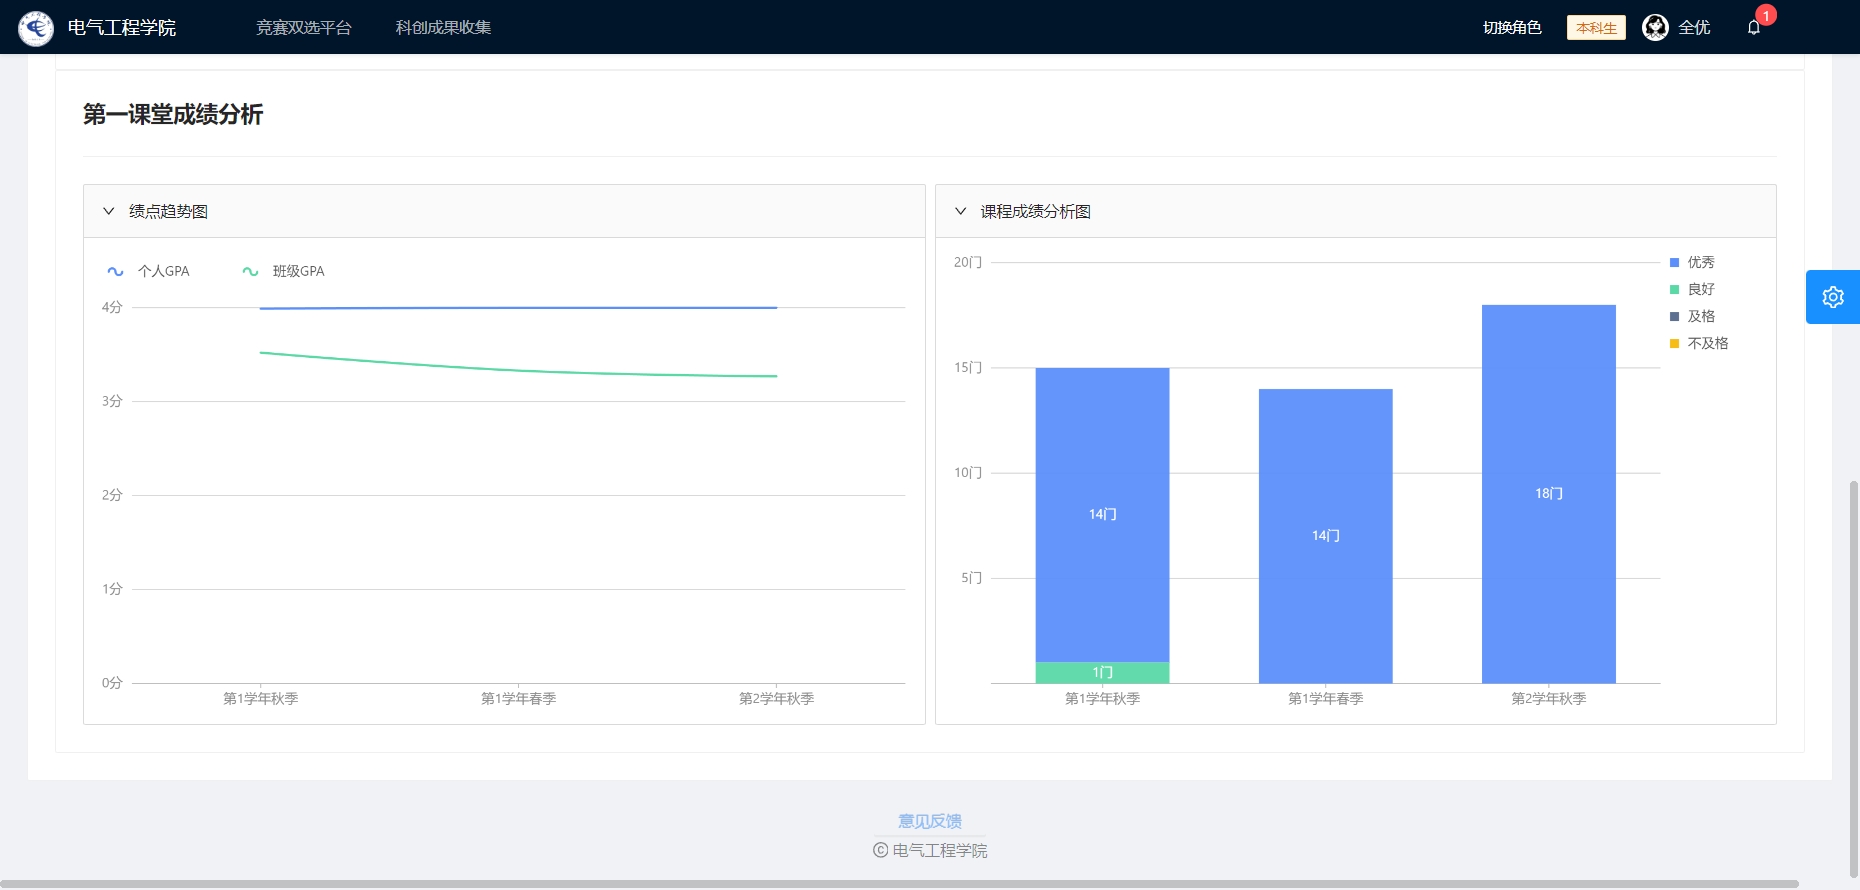 电气工程学院 竞赛双选平台 科创成果收集 切换角色 本科生 全优 1
第一课堂成绩分析
绩点趋势图
个人GPA 班级GPA
4分
3分
2分
1分
0分
第1学年秋季 第1学年春季 第2学年秋季
课程成绩分析图
20门
15门
10门
5门
优秀
良好
及格
不及格
14门
1门
14门
18门
第1学年秋季 第1学年春季 第2学年秋季
意见反馈
© 电气工程学院